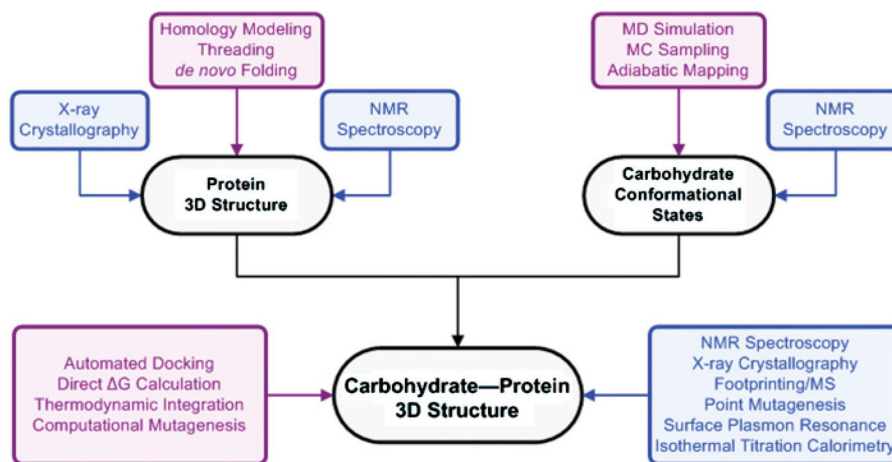 Homology Modeling
Threading
de novo Folding
MD Simulation
MC Sampling
Adiabatic Mapping
X-ray
Crystallography
NMR
Spectroscopy
NMR
Spectroscopy
Protein
3D Structure
Carbohydrate
Conformational
States
Automated Docking
Direct ΔG Calculation
Thermodynamic Integration
Computational Mutagenesis
Carbohydrate—Protein
3D Structure
NMR Spectroscopy
X-ray Crystallography
Footprinting/MS
Point Mutagenesis
Surface Plasmon Resonance
Isothermal Titration Calorimetry